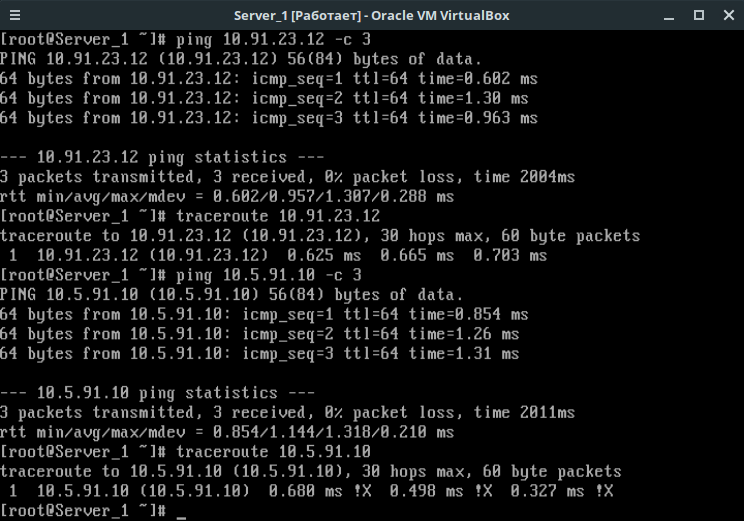 Server_1 [Работает] - Oracle VM VirtualBox
[root@Server_1 ~]# ping 10.91.23.12 -c 3
PING 10.91.23.12 (10.91.23.12) 56(84) bytes of data.
64 bytes from 10.91.23.12: icmp_seq=1 ttl=64 time=0.602 ms
64 bytes from 10.91.23.12: icmp_seq=2 ttl=64 time=1.30 ms
64 bytes from 10.91.23.12: icmp_seq=3 ttl=64 time=0.963 ms
--- 10.91.23.12 ping statistics ---
3 packets transmitted, 3 received, 0% packet loss, time 2004ms
rtt min/avg/max/mdev = 0.602/0.957/1.307/0.288 ms
[root@Server_1 ~]# traceroute 10.91.23.12
traceroute to 10.91.23.12 (10.91.23.12), 30 hops max, 60 byte packets
1  10.91.23.12 (10.91.23.12)  0.625 ms  0.665 ms  0.703 ms
[root@Server_1 ~]# ping 10.5.91.10 -c 3
PING 10.5.91.10 (10.5.91.10) 56(84) bytes of data.
64 bytes from 10.5.91.10: icmp_seq=1 ttl=64 time=0.854 ms
64 bytes from 10.5.91.10: icmp_seq=2 ttl=64 time=1.26 ms
64 bytes from 10.5.91.10: icmp_seq=3 ttl=64 time=1.31 ms
--- 10.5.91.10 ping statistics ---
3 packets transmitted, 3 received, 0% packet loss, time 2011ms
rtt min/avg/max/mdev = 0.854/1.144/1.318/0.210 ms
[root@Server_1 ~]# traceroute 10.5.91.10
traceroute to 10.5.91.10 (10.5.91.10), 30 hops max, 60 byte packets
1  10.5.91.10 (10.5.91.10)  0.680 ms !X  0.498 ms !X  0.327 ms !X
[root@Server_1 ~]# _